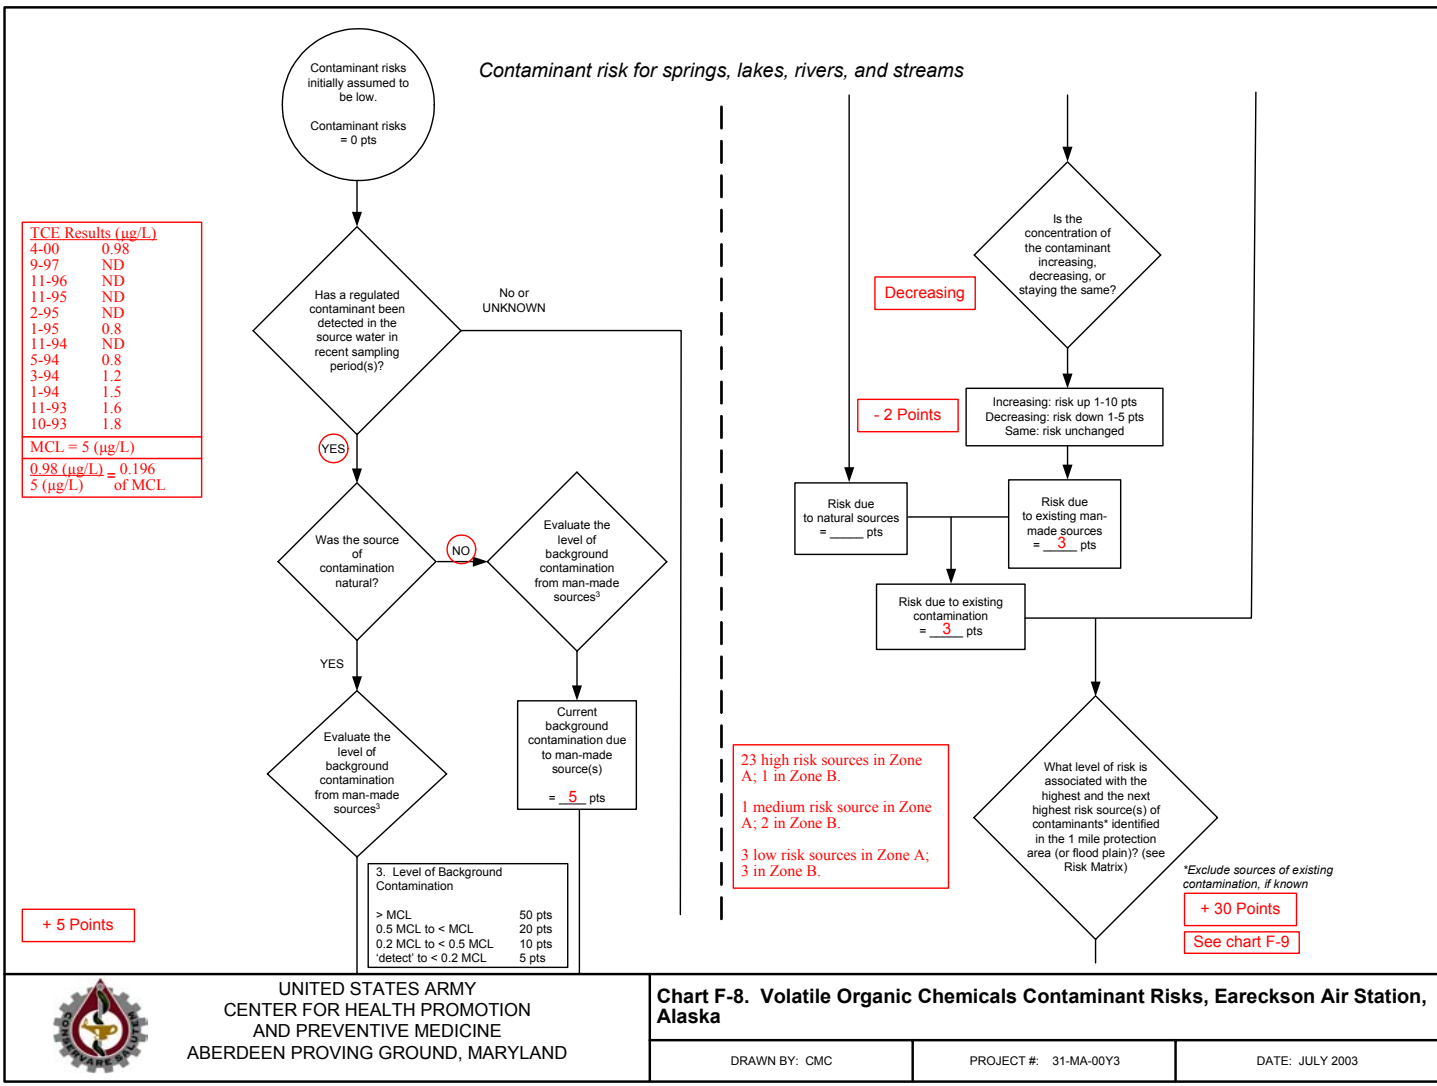 Contaminant risk for springs, lakes, rivers, and streams
Contaminant risks
initially assumed to
be low.
Contaminant risks
= 0 pts
TCE Results (µg/L)
4-00 0.98
9-97 ND
11-96 ND
11-95 ND
2-95 ND
1-95 0.8
11-94 ND
5-94 0.8
3-94 1.2
1-94 1.5
11-93 1.6
10-93 1.8
MCL = 5 (µg/L)
0.98 (µg/L) = 0.196
5 (µg/L) of MCL
Has a regulated
contaminant been
detected in the
source water in
recent sampling
period(s)?
No or
UNKNOWN
YES
Was the source
of
contamination
natural?
NO
Evaluate the
level of
background
contamination
from man-made
sources3
YES
Evaluate the
level of
background
contamination
from man-made
sources3
Current
background
contamination due
to man-made
source(s)
= 5 pts
3. Level of Background
Contamination
> MCL 50 pts
0.5 MCL to < MCL 20 pts
0.2 MCL to < 0.5 MCL 10 pts
'detect' to < 0.2 MCL 5 pts
+ 5 Points
Is the
concentration of
the contaminant
increasing,
decreasing, or
staying the same?
Decreasing
Increasing: risk up 1-10 pts
Decreasing: risk down 1-5 pts
Same: risk unchanged
- 2 Points
Risk due
to natural sources
= _____ pts
Risk due
to existing man-
made sources
= 3 pts
Risk due to existing
contamination
= 3 pts
23 high risk sources in Zone
A; 1 in Zone B.
1 medium risk source in Zone
A; 2 in Zone B.
3 low risk sources in Zone A;
3 in Zone B.
What level of risk is
associated with the
highest and the next
highest risk source(s) of
contaminants* identified
in the 1 mile protection
area (or flood plain)? (see
Risk Matrix)
*Exclude sources of existing
contamination, if known
+ 30 Points
See chart F-9
CONSERVARE SALUTEM
UNITED STATES ARMY
CENTER FOR HEALTH PROMOTION
AND PREVENTIVE MEDICINE
ABERDEEN PROVING GROUND, MARYLAND
Chart F-8. Volatile Organic Chemicals Contaminant Risks, Eareckson Air Station,
Alaska
DRAWN BY: CMC
PROJECT #: 31-MA-00Y3
DATE: JULY 2003